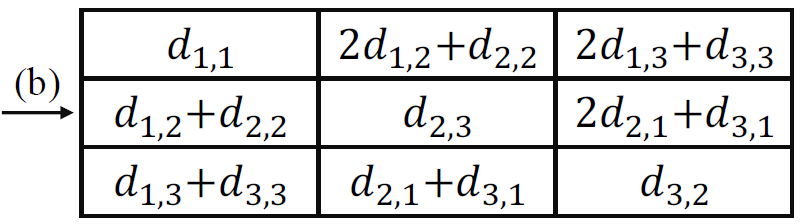 d1,1 2d1,2+d2,2 2d1,3+d3,3
(b)
d1,2+d2,2 d2,3 2d2,1+d3,1
d1,3+d3,3 d2,1+d3,1 d3,2